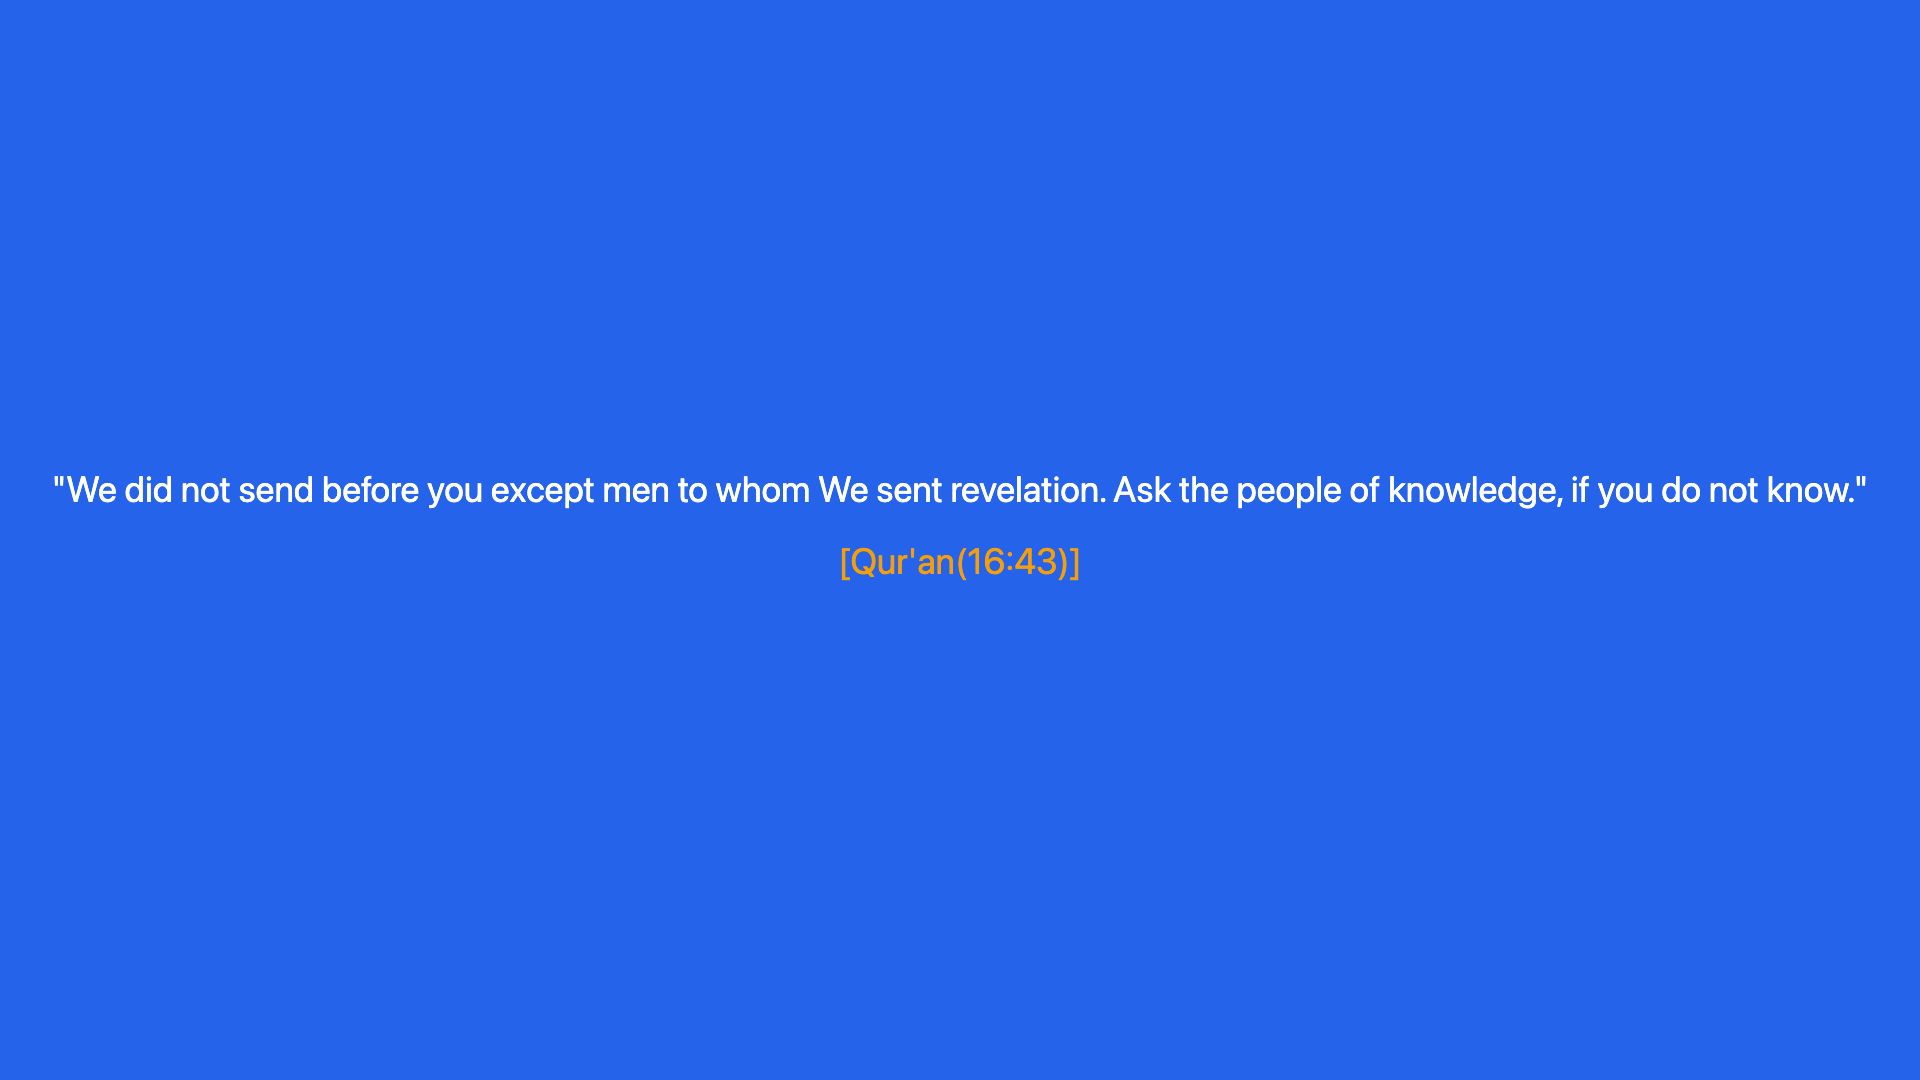 "We did not send before you except men to whom We sent revelation. Ask the people of knowledge, if you do not know."
[Qur'an(16:43)]